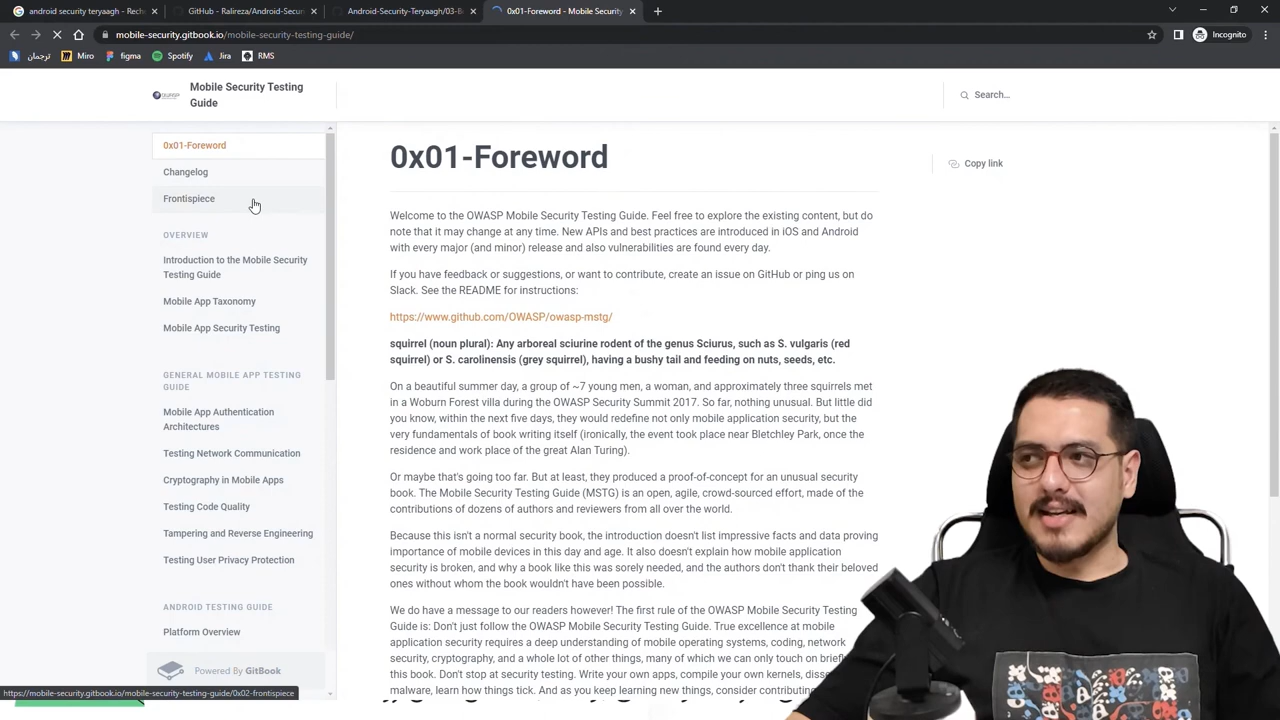 android security teryaagh - Rech
GitHub - Ralireza/Android-Securi
Android-Security-Teryaagh/03-B
0x01-Foreword - Mobile Securit
mobile-security.gitbook.io/mobile-security-testing-guide/
Incognito
ترجمان
Miro
figma
Spotify
Jira
RMS
Mobile Security Testing
Guide
Search…
0x01-Foreword
Changelog
Frontispiece
OVERVIEW
Introduction to the Mobile Security
Testing Guide
Mobile App Taxonomy
Mobile App Security Testing
GENERAL MOBILE APP TESTING
GUIDE
Mobile App Authentication
Architectures
Testing Network Communication
Cryptography in Mobile Apps
Testing Code Quality
Tampering and Reverse Engineering
Testing User Privacy Protection
ANDROID TESTING GUIDE
Platform Overview
Powered By GitBook
https://mobile-security.gitbook.io/mobile-security-testing-guide/0x02-frontispiece
0x01-Foreword
Copy link
Welcome to the OWASP Mobile Security Testing Guide. Feel free to explore the existing content, but do
note that it may change at any time. New APIs and best practices are introduced in iOS and Android
with every major (and minor) release and also vulnerabilities are found every day.
If you have feedback or suggestions, or want to contribute, create an issue on GitHub or ping us on
Slack. See the README for instructions:
https://www.github.com/OWASP/owasp-mstg/
squirrel (noun plural): Any arboreal sciurine rodent of the genus Sciurus, such as S. vulgaris (red
squirrel) or S. carolinensis (grey squirrel), having a bushy tail and feeding on nuts, seeds, etc.
On a beautiful summer day, a group of ~7 young men, a woman, and approximately three squirrels met
in a Woburn Forest villa during the OWASP Security Summit 2017. So far, nothing unusual. But little did
you know, within the next five days, they would redefine not only mobile application security, but the
very fundamentals of book writing itself (ironically, the event took place near Bletchley Park, once the
residence and work place of the great Alan Turing).
Or maybe that's going too far. But at least, they produced a proof-of-concept for an unusual security
book. The Mobile Security Testing Guide (MSTG) is an open, agile, crowd-sourced effort, made of the
contributions of dozens of authors and reviewers from all over the world.
Because this isn't a normal security book, the introduction doesn't list impressive facts and data proving
importance of mobile devices in this day and age. It also doesn't explain how mobile application
security is broken, and why a book like this was sorely needed, and the authors don't thank their beloved
ones without whom the book wouldn't have been possible.
We do have a message to our readers however! The first rule of the OWASP Mobile Security Testing
Guide is: Don't just follow the OWASP Mobile Security Testing Guide. True excellence at mobile
application security requires a deep understanding of mobile operating systems, coding, network
security, cryptography, and a whole lot of other things, many of which we can only touch on briefly
this book. Don't stop at security testing. Write your own apps, compile your own kernels, disse
malware, learn how things tick. And as you keep learning new things, consider contributing